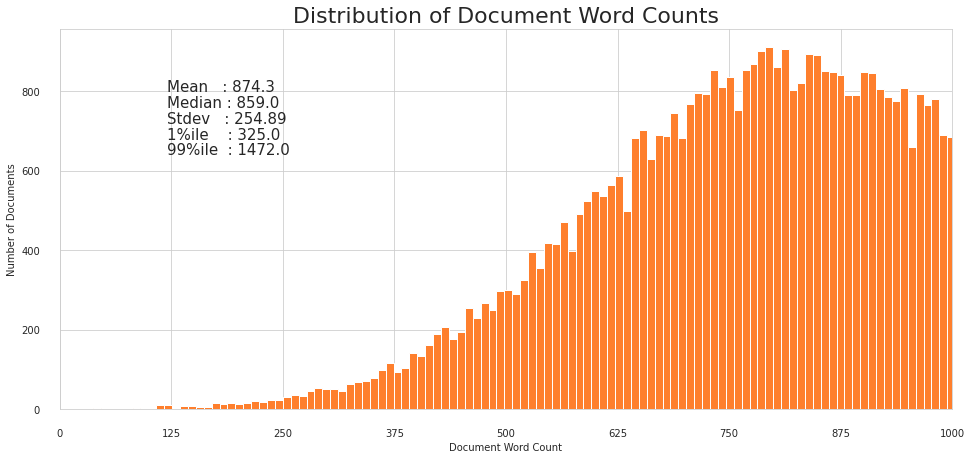 Distribution of Document Word Counts
Mean : 874.3
Median : 859.0
Stdev : 254.89
1%ile : 325.0
99%ile : 1472.0
Number of Documents
800
600
400
200
0
0 125 250 375 500 625 750 875 1000
Document Word Count